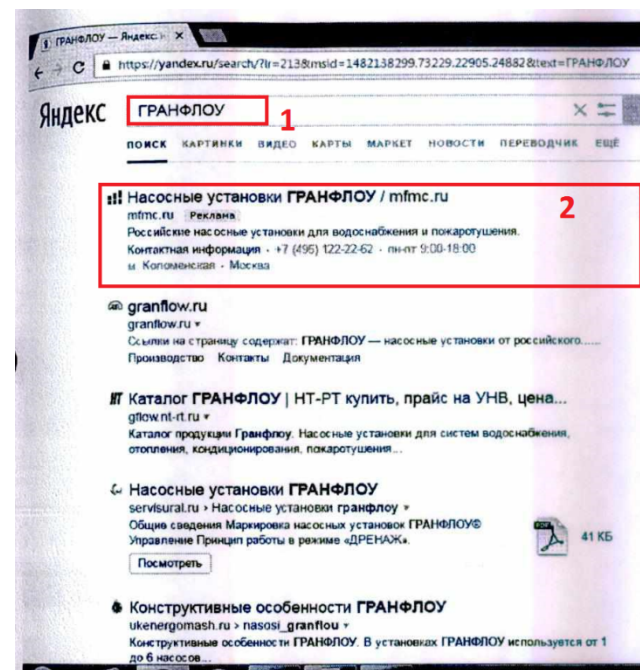 ГРАНФЛОУ — Яндекс: н
https://yandex.ru/search/?lr=213&msid=1482138299.73229.22905.24882&text=ГРАНФЛОУ
Яндекс ГРАНФЛОУ 1
ПОИСК КАРТИНКИ ВИДЕО КАРТЫ МАРКЕТ НОВОСТИ ПЕРЕВОДЧИК ЕЩЁ
Насосные установки ГРАНФЛОУ / mfmc.ru 2
mfmc.ru Реклама
Российские насосные установки для водоснабжения и пожаротушения.
Контактная информация · +7 (495) 122-22-62 · пн-пт 9:00-18:00
м. Коломенская · Москва
granflow.ru
granflow.ru
Ссылки на страницу содержат: ГРАНФЛОУ — насосные установки от российского......
Производство Контакты Документация
НТ Каталог ГРАНФЛОУ | НТ-РТ купить, прайс на УНВ, цена...
gflow.nt-rt.ru
Каталог продукции Гранфлоу. Насосные установки для систем водоснабжения,
отопления, кондиционирования, пожаротушения...
Насосные установки ГРАНФЛОУ
servisural.ru › Насосные установки гранфлоу
Общие сведения Маркировка насосных установок ГРАНФЛОУ®
Управление Принцип работы в режиме «ДРЕНАЖ».
41 КБ
Посмотреть
Конструктивные особенности ГРАНФЛОУ
ukenergomash.ru › nasosi_granflou
Конструктивные особенности ГРАНФЛОУ. В установках ГРАНФЛОУ используется от 1
до 6 насосов...